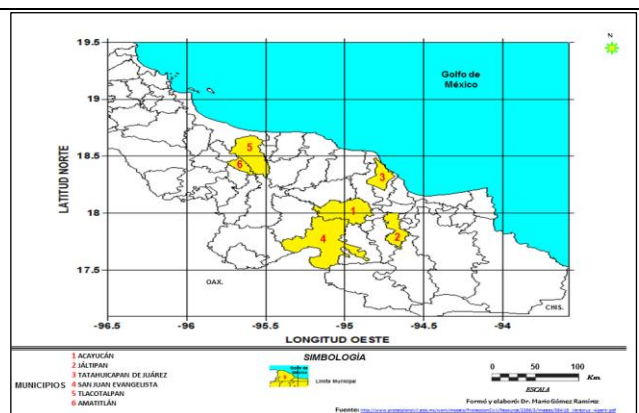 N
19.5
Golfo de
México
19
LATITUD NORTE
5
18.5
6
3
1
18
4
2
17.5
OAX.
CHIS.
-96.5
-96
-95.5
-95
-94.5
-94
LONGITUD OESTE
SIMBOLOGÍA
MUNICIPIOS
1 ACAYUCÁN
2 JÁLTIPAN
3 TATAHUICAPAN DE JUÁREZ
4 SAN JUAN EVANGELISTA
5 TLACOTALPAN
6 AMATITLÁN
Limite Municipal
0 50 100
Km.
ESCALA
Formó y elaboró: Dr. Mario Gómez Ramírez
Fuente: